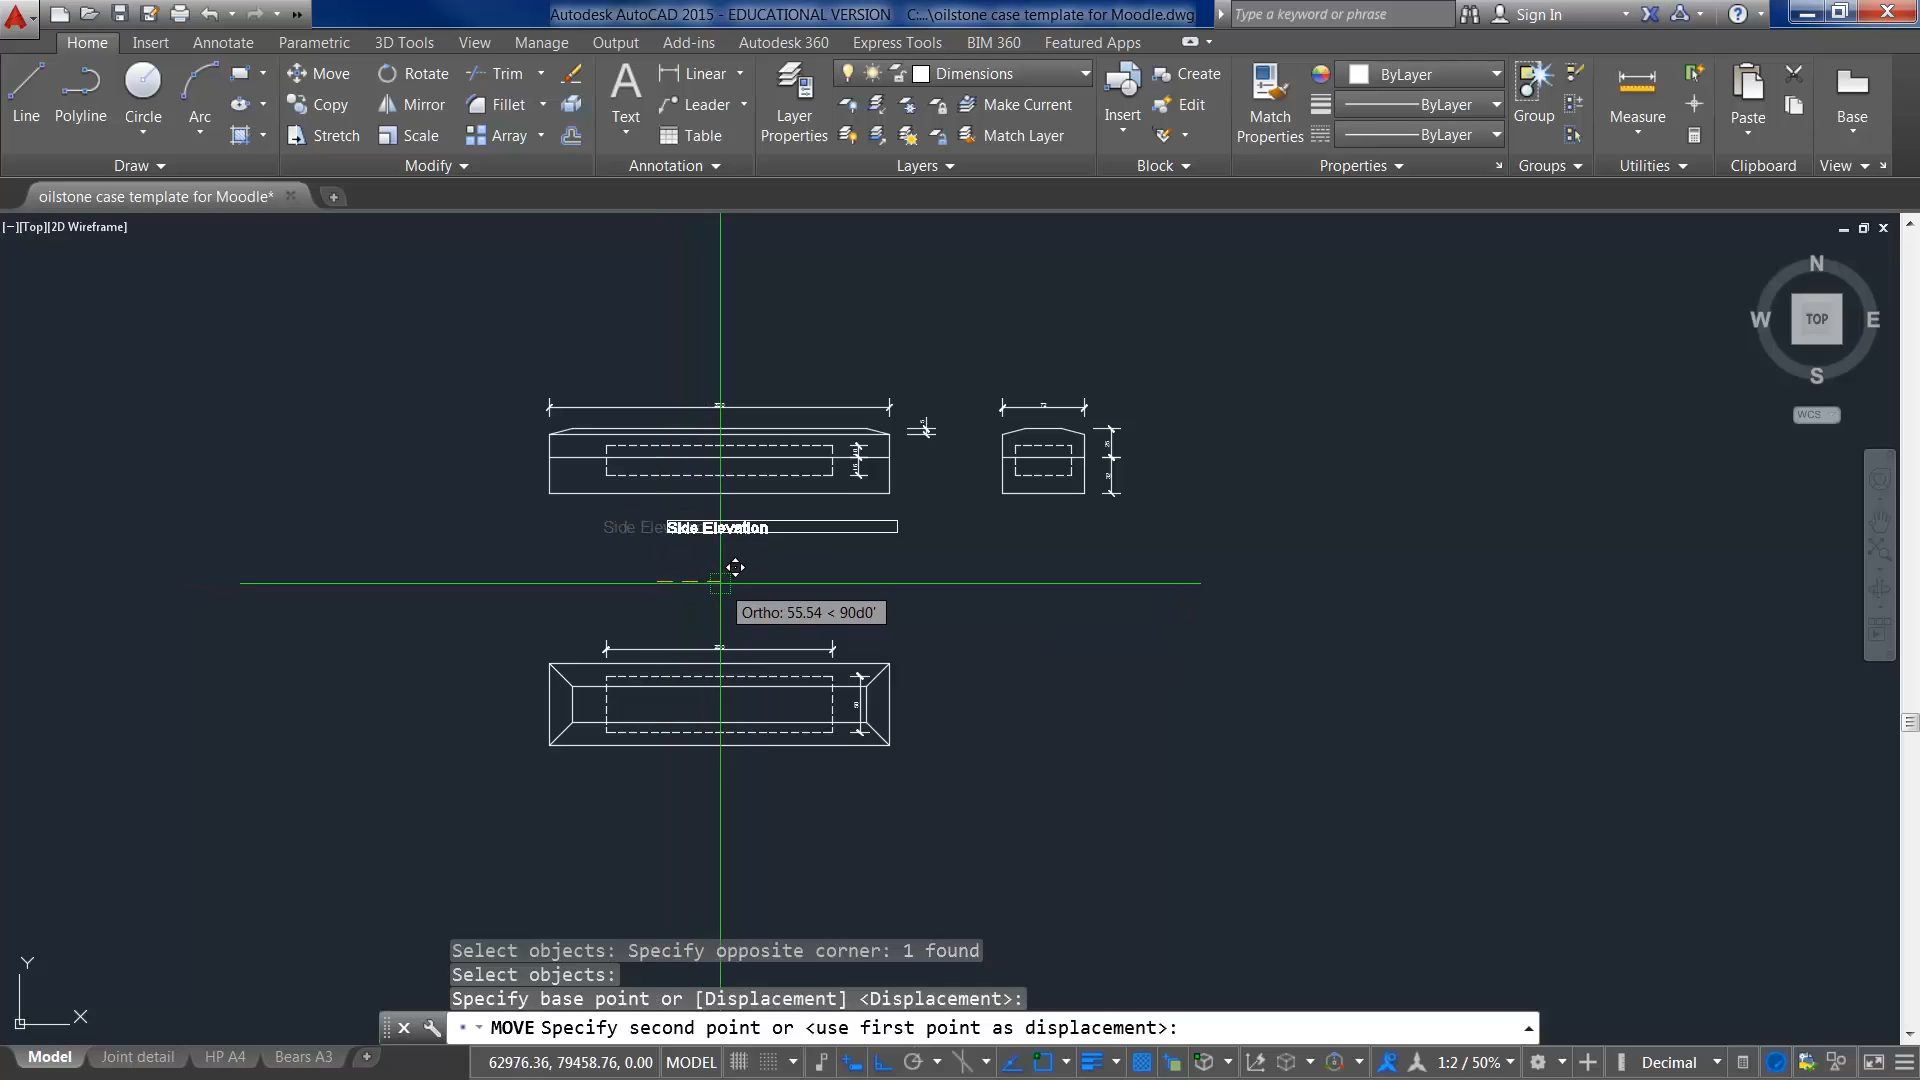 Autodesk AutoCAD 2015 - EDUCATIONAL VERSION C:...\oilstone case template for Moodle.dwg
Type a keyword or phrase
Sign In
Home Insert Annotate Parametric 3D Tools View Manage Output Add-ins Autodesk 360 Express Tools BIM 360 Featured Apps
Line Polyline Circle Arc
Draw
Move Rotate Trim
Copy Mirror Fillet
Stretch Scale Array
Modify
Text
Linear
Leader
Table
Annotation
Layer Properties
Dimensions
Make Current
Match Layer
Layers
Insert
Create
Edit
Block
Match Properties
ByLayer
ByLayer
ByLayer
Properties
Group
Groups
Measure
Utilities
Paste
Clipboard
Base
View
oilstone case template for Moodle*
[−][Top][2D Wireframe]
N
W TOP E
S
WCS
Side Elev
Side Elevation
Ortho: 55.54 < 90d0'
Y
X
Select objects: Specify opposite corner: 1 found
Select objects:
Specify base point or [Displacement] <Displacement>:
MOVE Specify second point or <use first point as displacement>:
Model Joint detail HP A4 Bears A3
62976.36, 79458.76, 0.00 MODEL 1:2 / 50% Decimal